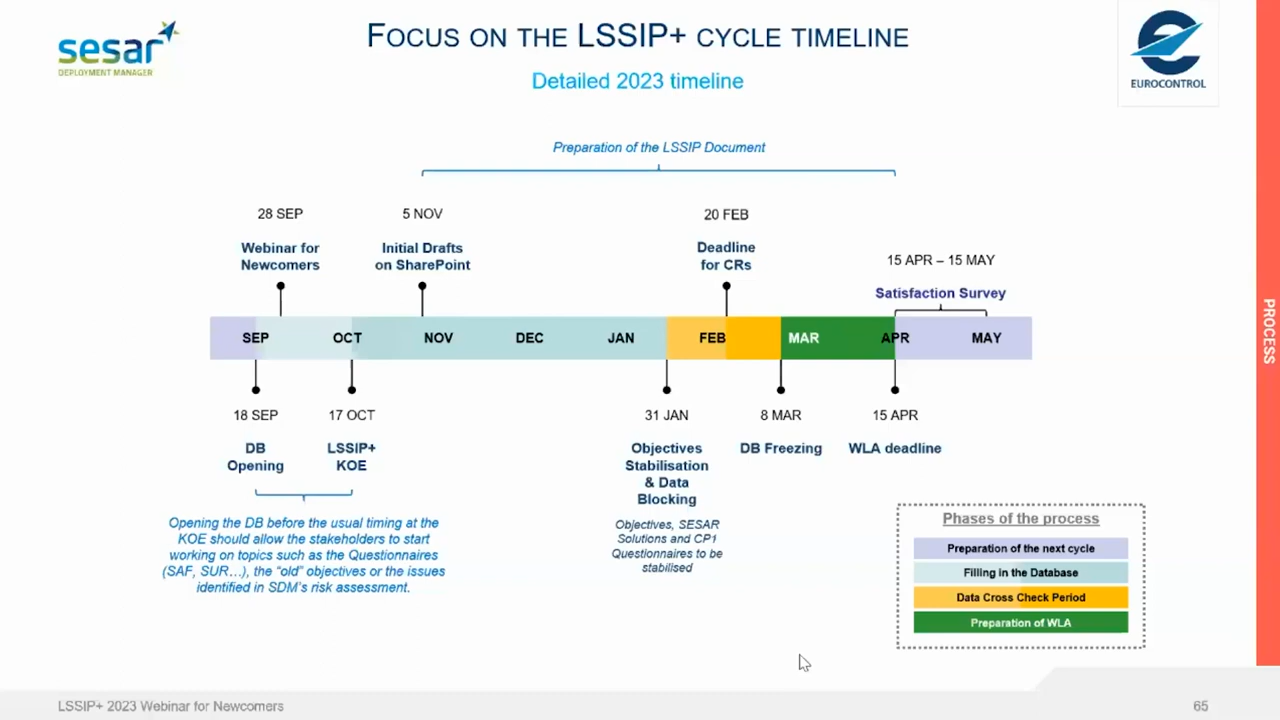 sesar
DEPLOYMENT MANAGER
FOCUS ON THE LSSIP+ CYCLE TIMELINE
Detailed 2023 timeline
EUROCONTROL
Preparation of the LSSIP Document
28 SEP
Webinar for
Newcomers
5 NOV
Initial Drafts
on SharePoint
20 FEB
Deadline
for CRs
15 APR – 15 MAY
Satisfaction Survey
SEP
OCT
NOV
DEC
JAN
FEB
MAR
APR
MAY
18 SEP
DB
Opening
17 OCT
LSSIP+
KOE
31 JAN
Objectives
Stabilisation
& Data
Blocking
Objectives, SESAR
Solutions and CP1
Questionnaires to be
stabilised
8 MAR
DB Freezing
15 APR
WLA deadline
Opening the DB before the usual timing at the
KOE should allow the stakeholders to start
working on topics such as the Questionnaires
(SAF, SUR…), the “old” objectives or the issues
identified in SDM’s risk assessment.
Phases of the process
Preparation of the next cycle
Filling in the Database
Data Cross Check Period
Preparation of WLA
PROCESS
LSSIP+ 2023 Webinar for Newcomers
65